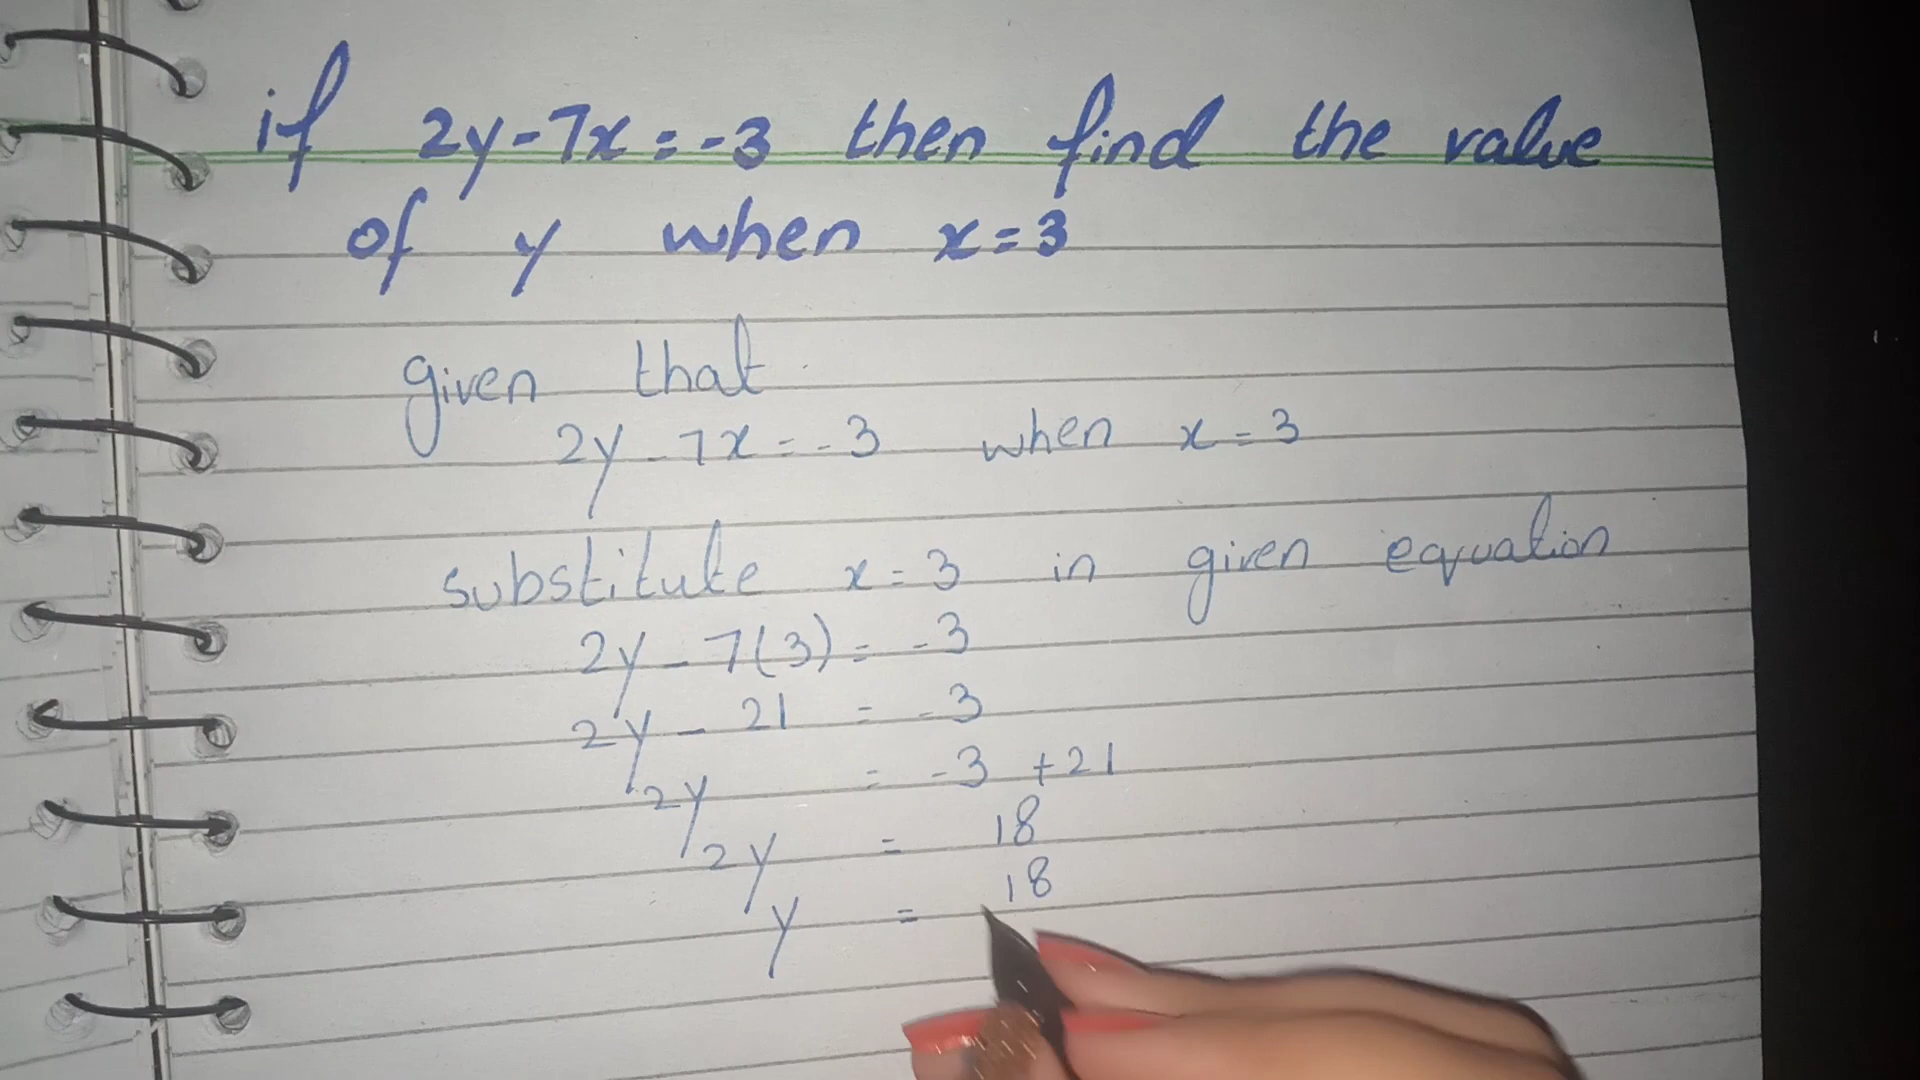 if 2y-7x=-3 then find the value
of y when x=3
given that
2y-7x=-3 when x=3
substitute x=3 in given equation
2y-7(3)=-3
2y-21=-3
2y=-3+21
2y=18
y=18